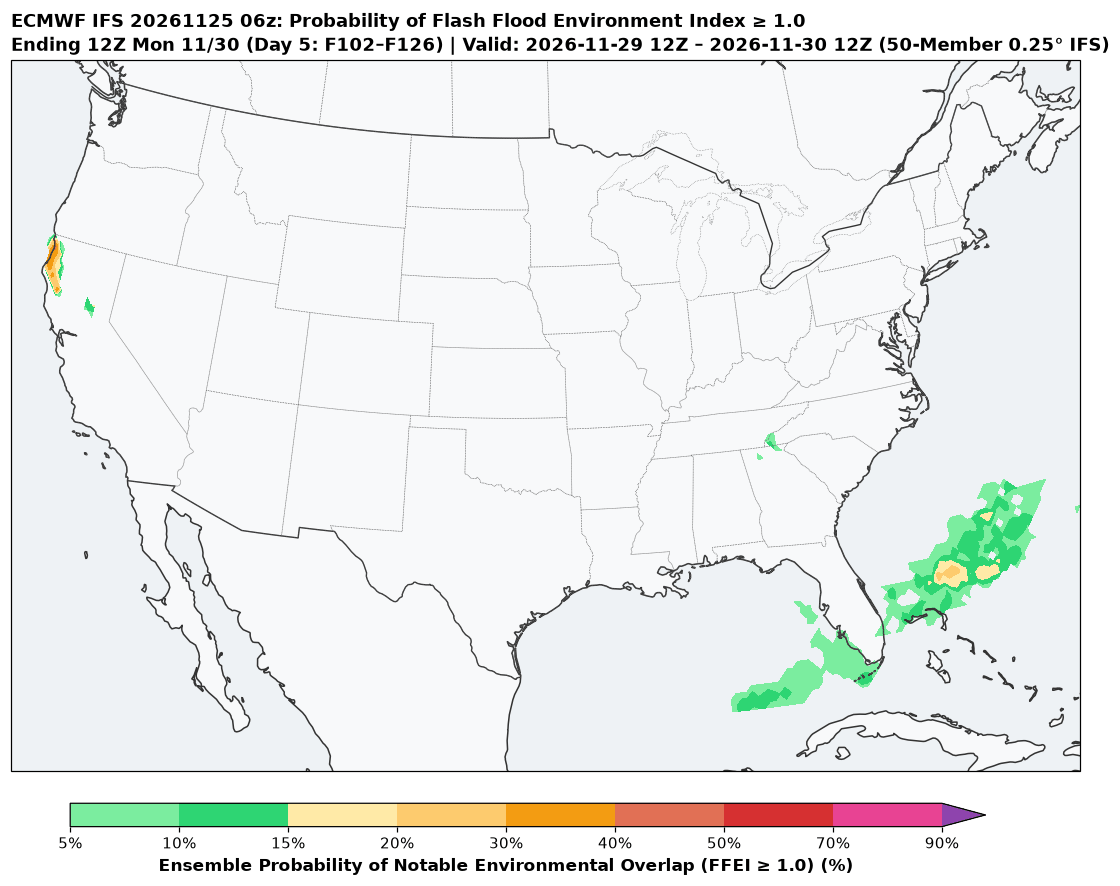 ECMWF IFS 20261125 06z: Probability of Flash Flood Environment Index ≥ 1.0
Ending 12Z Mon 11/30 (Day 5: F102–F126) | Valid: 2026-11-29 12Z – 2026-11-30 12Z (50-Member 0.25° IFS)
5% 10% 15% 20% 30% 40% 50% 70% 90%
Ensemble Probability of Notable Environmental Overlap (FFEI ≥ 1.0) (%)